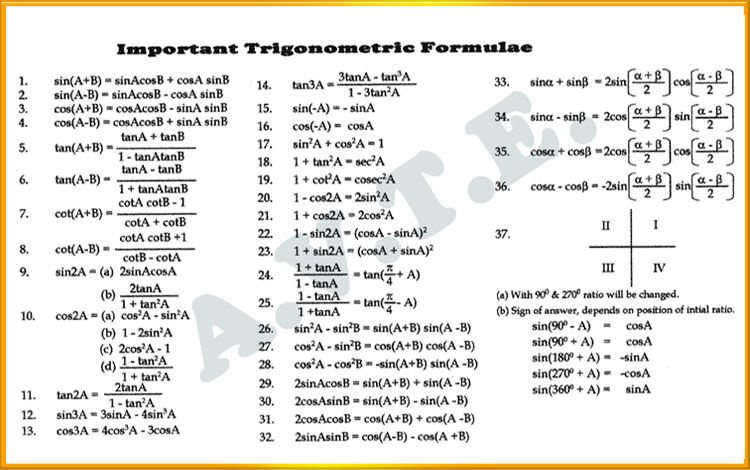 Important Trigonometric Formulae
1. sin(A+B) = sinAcosB + cosA sinB
2. sin(A-B) = sinAcosB - cosA sinB
3. cos(A+B) = cosAcosB - sinA sinB
4. cos(A-B) = cosAcosB + sinA sinB
5. tan(A+B) = (tanA + tanB)/(1 - tanAtanB)
6. tan(A-B) = (tanA - tanB)/(1 + tanAtanB)
7. cot(A+B) = (cotA cotB - 1)/(cotA + cotB)
8. cot(A-B) = (cotA cotB +1)/(cotB - cotA)
9. sin2A = (a) 2sinAcosA
(b) 2tanA/(1 + tan²A)
10. cos2A = (a) cos²A - sin²A
(b) 1 - 2sin²A
(c) 2cos²A - 1
(d) (1 - tan²A)/(1 + tan²A)
11. tan2A = 2tanA/(1 - tan²A)
12. sin3A = 3sinA - 4sin³A
13. cos3A = 4cos³A - 3cosA
14. tan3A = (3tanA - tan³A)/(1 - 3tan²A)
15. sin(-A) = - sinA
16. cos(-A) = cosA
17. sin²A + cos²A = 1
18. 1 + tan²A = sec²A
19. 1 + cot²A = cosec²A
20. 1 - cos2A = 2sin²A
21. 1 + cos2A = 2cos²A
22. 1 - sin2A = (cosA - sinA)²
23. 1 + sin2A = (cosA + sinA)²
24. (1 + tanA)/(1 - tanA) = tan(π/4 + A)
25. (1 - tanA)/(1 +tanA) = tan(π/4 - A)
26. sin²A - sin²B = sin(A+B) sin(A -B)
27. cos²A - sin²B = cos(A+B) cos(A -B)
28. cos²A - cos²B = -sin(A+B) sin(A -B)
29. 2sinAcosB = sin(A+B) + sin(A -B)
30. 2cosAsinB = sin(A+B) - sin(A -B)
31. 2cosAcosB = cos(A+B) + cos(A -B)
32. 2sinAsinB = cos(A-B) - cos(A +B)
33. sinα + sinβ = 2sin[(α + β)/2] cos[(α - β)/2]
34. sinα - sinβ = 2cos[(α + β)/2] sin[(α - β)/2]
35. cosα + cosβ =2cos[(α + β)/2] cos[(α - β)/2]
36. cosα - cosβ = -2sin[(α + β)/2] sin[(α - β)/2]
37.
II I
III IV
(a) With 90⁰ & 270⁰ ratio will be changed.
(b) Sign of answer, depends on position of intial ratio.
sin(90⁰ - A) = cosA
sin(90⁰ + A) = cosA
sin(180⁰ + A) = -sinA
sin(270⁰ + A) = -cosA
sin(360⁰ + A) = sinA
A.V.T.E.